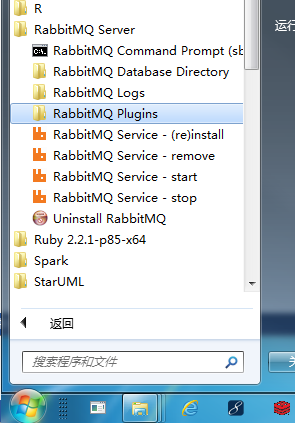 R
运行
RabbitMQ Server
RabbitMQ Command Prompt (sb
RabbitMQ Database Directory
RabbitMQ Logs
RabbitMQ Plugins
RabbitMQ Service - (re)install
RabbitMQ Service - remove
RabbitMQ Service - start
RabbitMQ Service - stop
Uninstall RabbitMQ
Ruby 2.2.1-p85-x64
Spark
StarUML
返回
搜索程序和文件